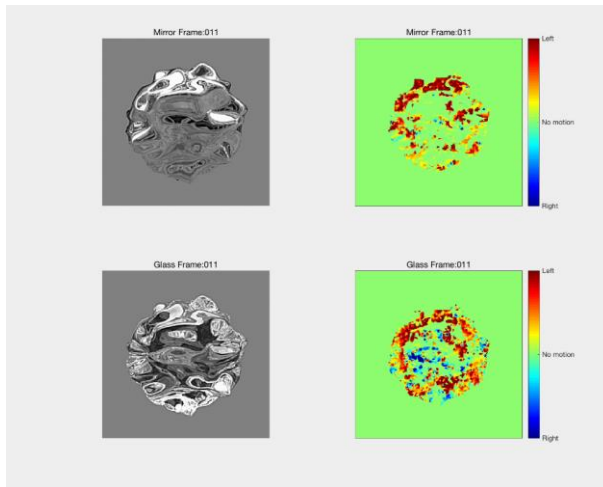 Mirror Frame:011
Mirror Frame:011
Left
No motion
Right
Glass Frame:011
Glass Frame:011
Left
No motion
Right